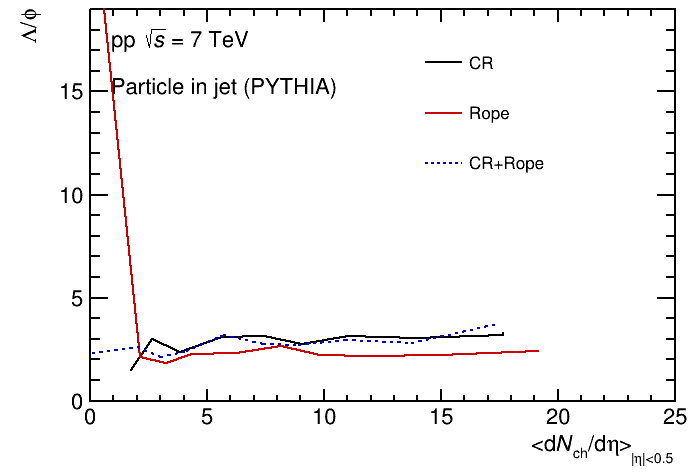 Λ/ϕ
pp √s = 7 TeV
Particle in jet (PYTHIA)
CR
Rope
CR+Rope
15
10
5
0
0 5 10 15 20 25
<dN_ch/dη>_|η|<0.5